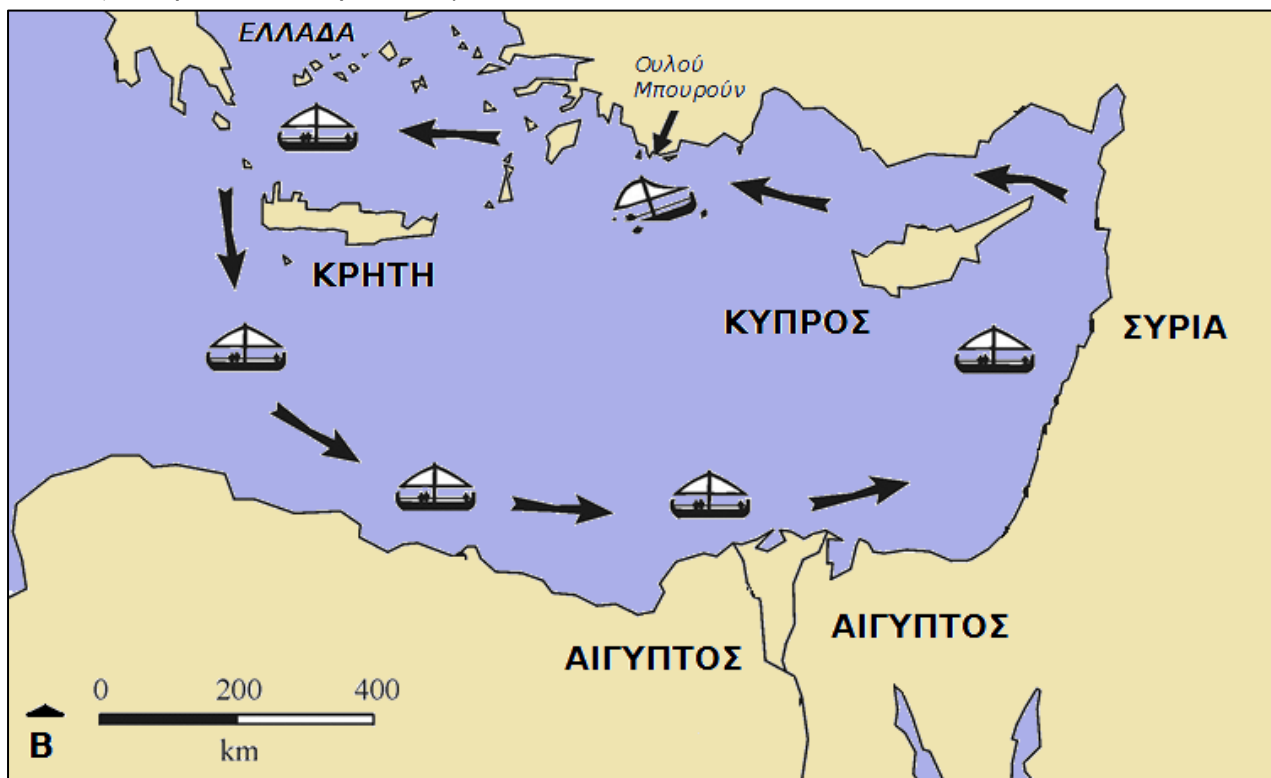 ΕΛΛΑΔΑ
Ουλού
Μπουρούν
ΚΡΗΤΗ
ΚΥΠΡΟΣ
ΣΥΡΙΑ
ΑΙΓΥΠΤΟΣ
ΑΙΓΥΠΤΟΣ
0 200 400
km
Β